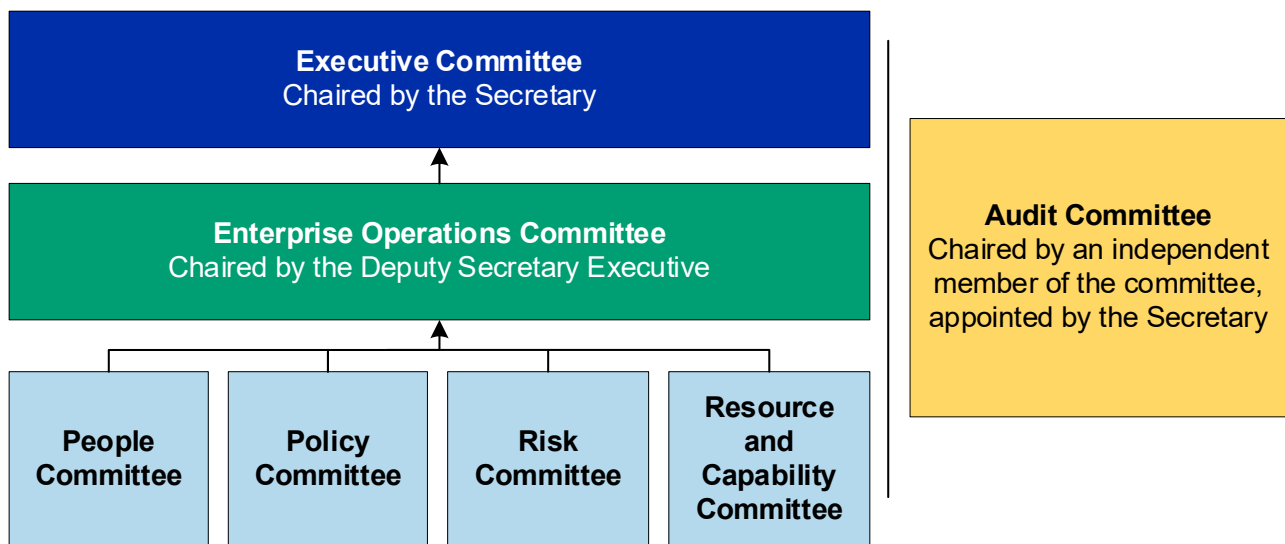 Executive Committee
Chaired by the Secretary
Enterprise Operations Committee
Chaired by the Deputy Secretary Executive
People
Committee
Policy
Committee
Risk
Committee
Resource
and
Capability
Committee
Audit Committee
Chaired by an independent
member of the committee,
appointed by the Secretary